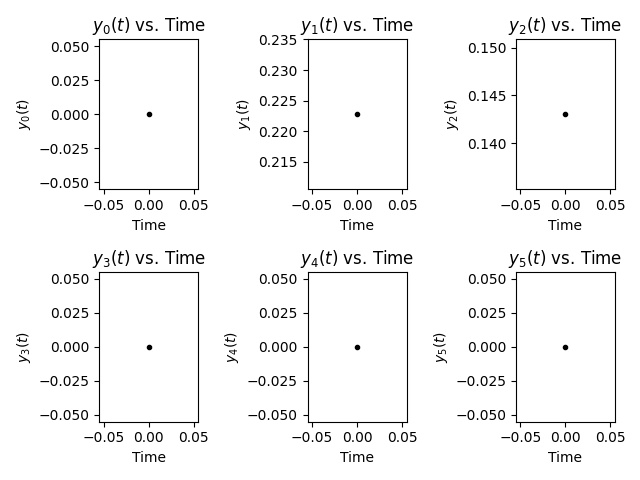 y₀(t) vs. Time
0.050
0.025
0.000
−0.025
−0.050
y₀(t)
−0.05 0.00 0.05
Time
y₁(t) vs. Time
0.235
0.230
0.225
0.220
0.215
y₁(t)
−0.05 0.00 0.05
Time
y₂(t) vs. Time
0.150
0.145
0.140
y₂(t)
−0.05 0.00 0.05
Time
y₃(t) vs. Time
0.050
0.025
0.000
−0.025
−0.050
y₃(t)
−0.05 0.00 0.05
Time
y₄(t) vs. Time
0.050
0.025
0.000
−0.025
−0.050
y₄(t)
−0.05 0.00 0.05
Time
y₅(t) vs. Time
0.050
0.025
0.000
−0.025
−0.050
y₅(t)
−0.05 0.00 0.05
Time